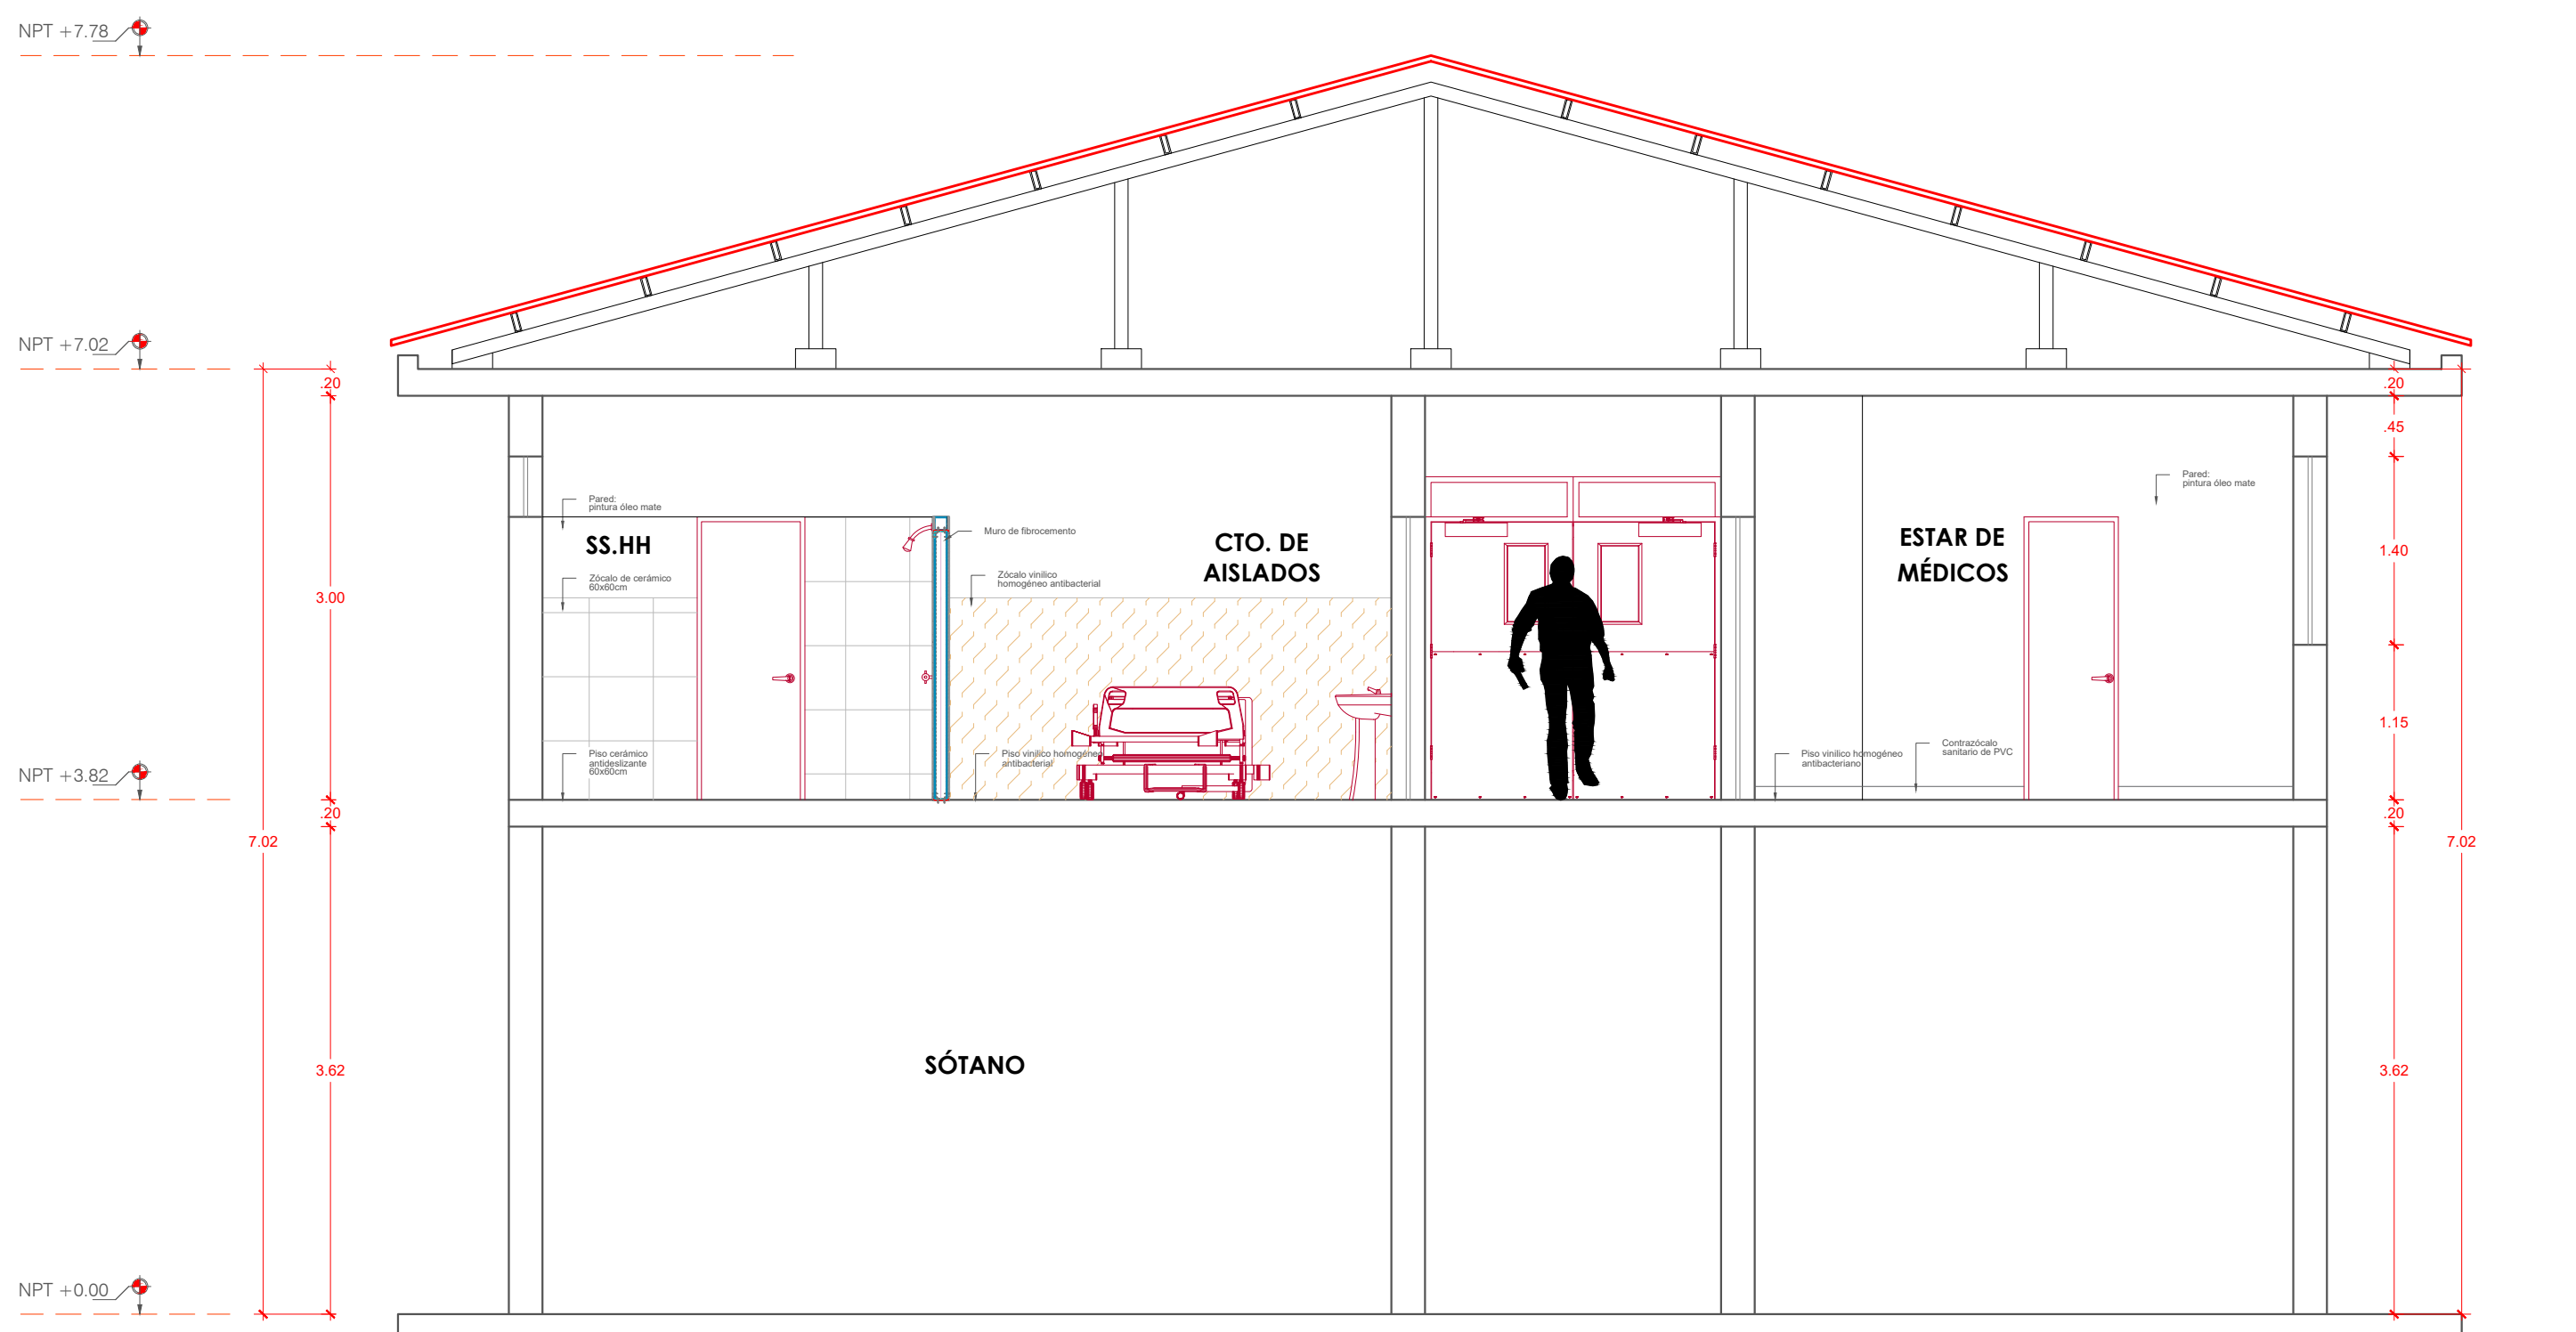 NPT +7.78
NPT +7.02
.20
.20
.45
Pared:
pintura óleo mate
Pared:
pintura óleo mate
SS.HH
Muro de fibrocemento
CTO. DE
AISLADOS
ESTAR DE
MÉDICOS
1.40
Zócalo de cerámico
60x60cm
Zócalo vinilico
homogéneo antibacterial
3.00
1.15
Piso cerámico
antideslizante
60x60cm
Piso vinilico homogéneo
antibacterial
Piso vinilico homogéneo
antibacteriano
Contrazócalo
sanitario de PVC
NPT +3.82
.20
.20
7.02
7.02
SÓTANO
3.62
3.62
NPT +0.00